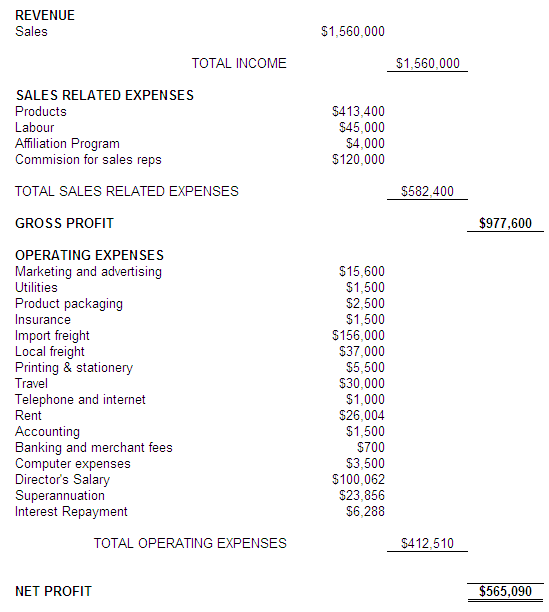 REVENUE
Sales $1,560,000
TOTAL INCOME $1,560,000
SALES RELATED EXPENSES
Products $413,400
Labour $45,000
Affiliation Program $4,000
Commision for sales reps $120,000
TOTAL SALES RELATED EXPENSES $582,400
GROSS PROFIT $977,600
OPERATING EXPENSES
Marketing and advertising $15,600
Utilities $1,500
Product packaging $2,500
Insurance $1,500
Import freight $156,000
Local freight $37,000
Printing & stationery $5,500
Travel $30,000
Telephone and internet $1,000
Rent $26,004
Accounting $1,500
Banking and merchant fees $700
Computer expenses $3,500
Director's Salary $100,062
Superannuation $23,856
Interest Repayment $6,288
TOTAL OPERATING EXPENSES $412,510
NET PROFIT $565,090